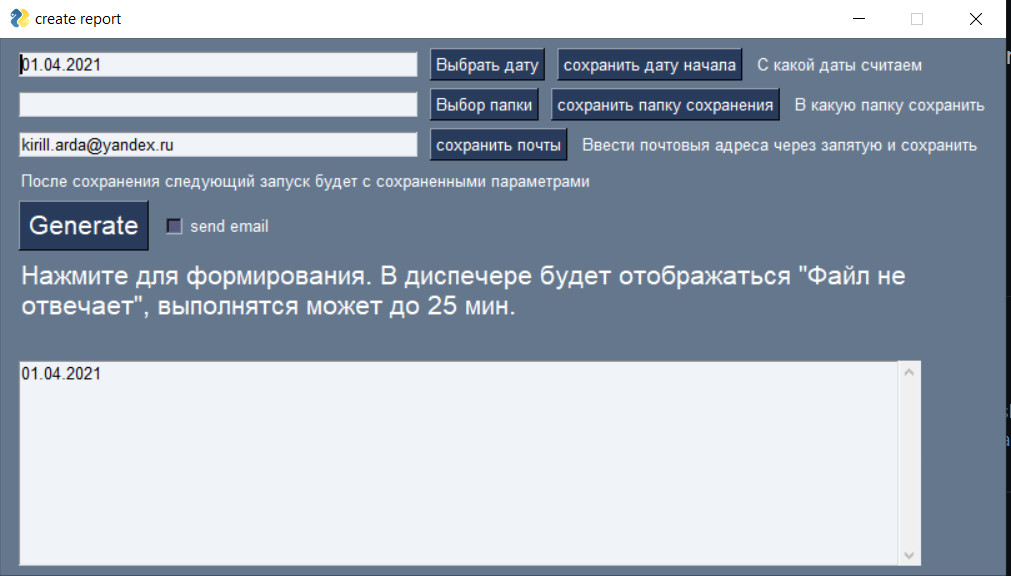 create report
01.04.2021 Выбрать дату сохранить дату начала С какой даты считаем
Выбор папки сохранить папку сохранения В какую папку сохранить
kirill.arda@yandex.ru сохранить почты Ввести почтовыя адреса через запятую и сохранить
После сохранения следующий запуск будет с сохраненными параметрами
Generate send email
Нажмите для формирования. В диспечере будет отображаться "Файл не
отвечает", выполнятся может до 25 мин.
01.04.2021